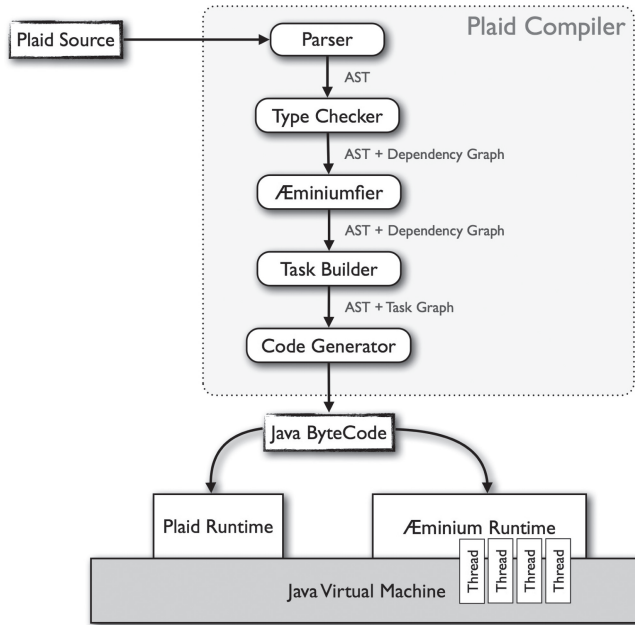 Plaid Compiler
Plaid Source
Parser
AST
Type Checker
AST + Dependency Graph
Æminiumfier
AST + Dependency Graph
Task Builder
AST + Task Graph
Code Generator
Java ByteCode
Plaid Runtime
Æminium Runtime
Thread
Thread
Thread
Thread
Java Virtual Machine